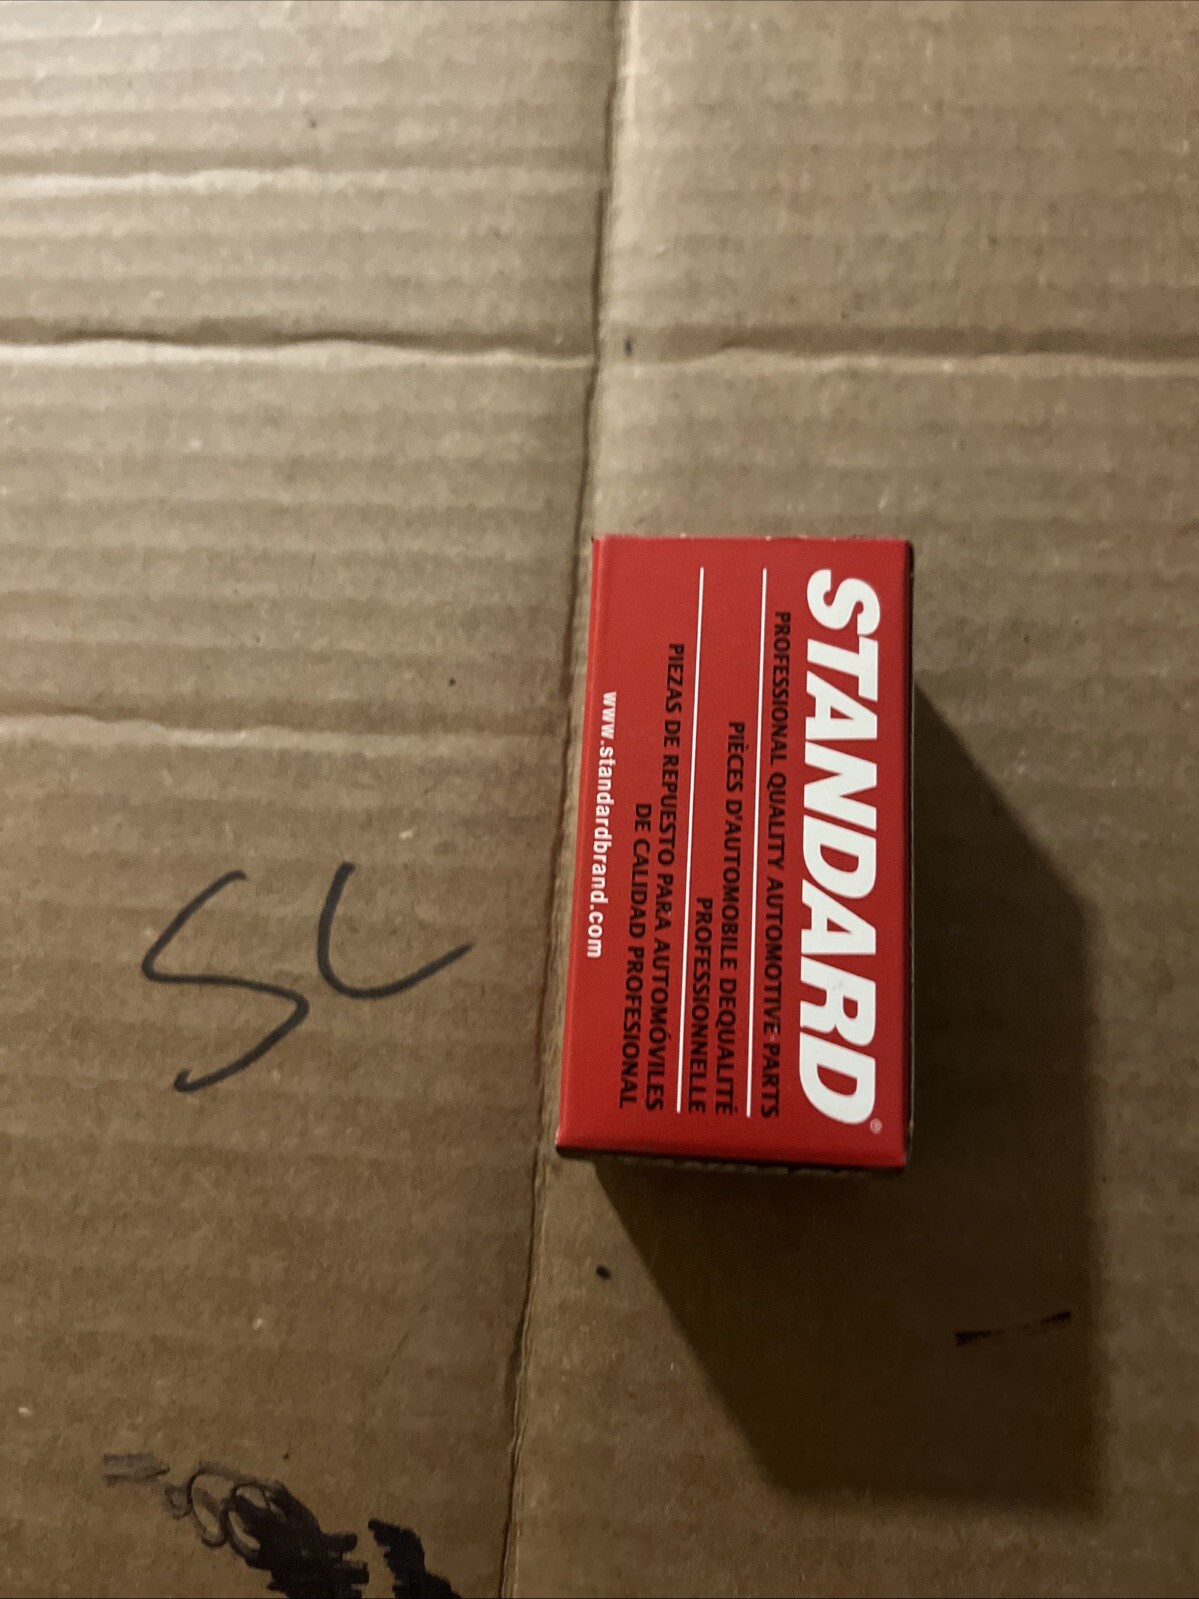 STANDARD®
PROFESSIONAL QUALITY AUTOMOTIVE PARTS
PIÈCES D'AUTOMOBILE DEQUALITÉ
PROFESSIONNELLE
PIEZAS DE REPUESTO PARA AUTOMÓVILES
DE CALIDAD PROFESIONAL
www.standardbrand.com